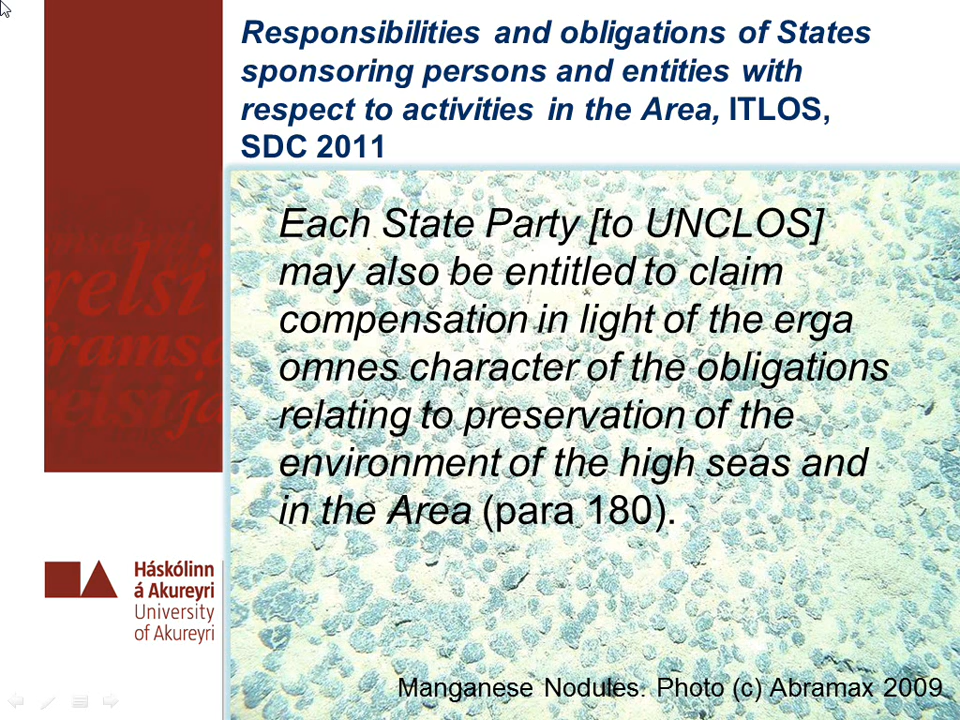 Responsibilities and obligations of States
sponsoring persons and entities with
respect to activities in the Area, ITLOS,
SDC 2011
Each State Party [to UNCLOS]
may also be entitled to claim
compensation in light of the erga
omnes character of the obligations
relating to preservation of the
environment of the high seas and
in the Area (para 180).
relsi
framsa
relsi
Háskólinn
á Akureyri
University
of Akureyri
Manganese Nodules. Photo (c) Abramax 2009